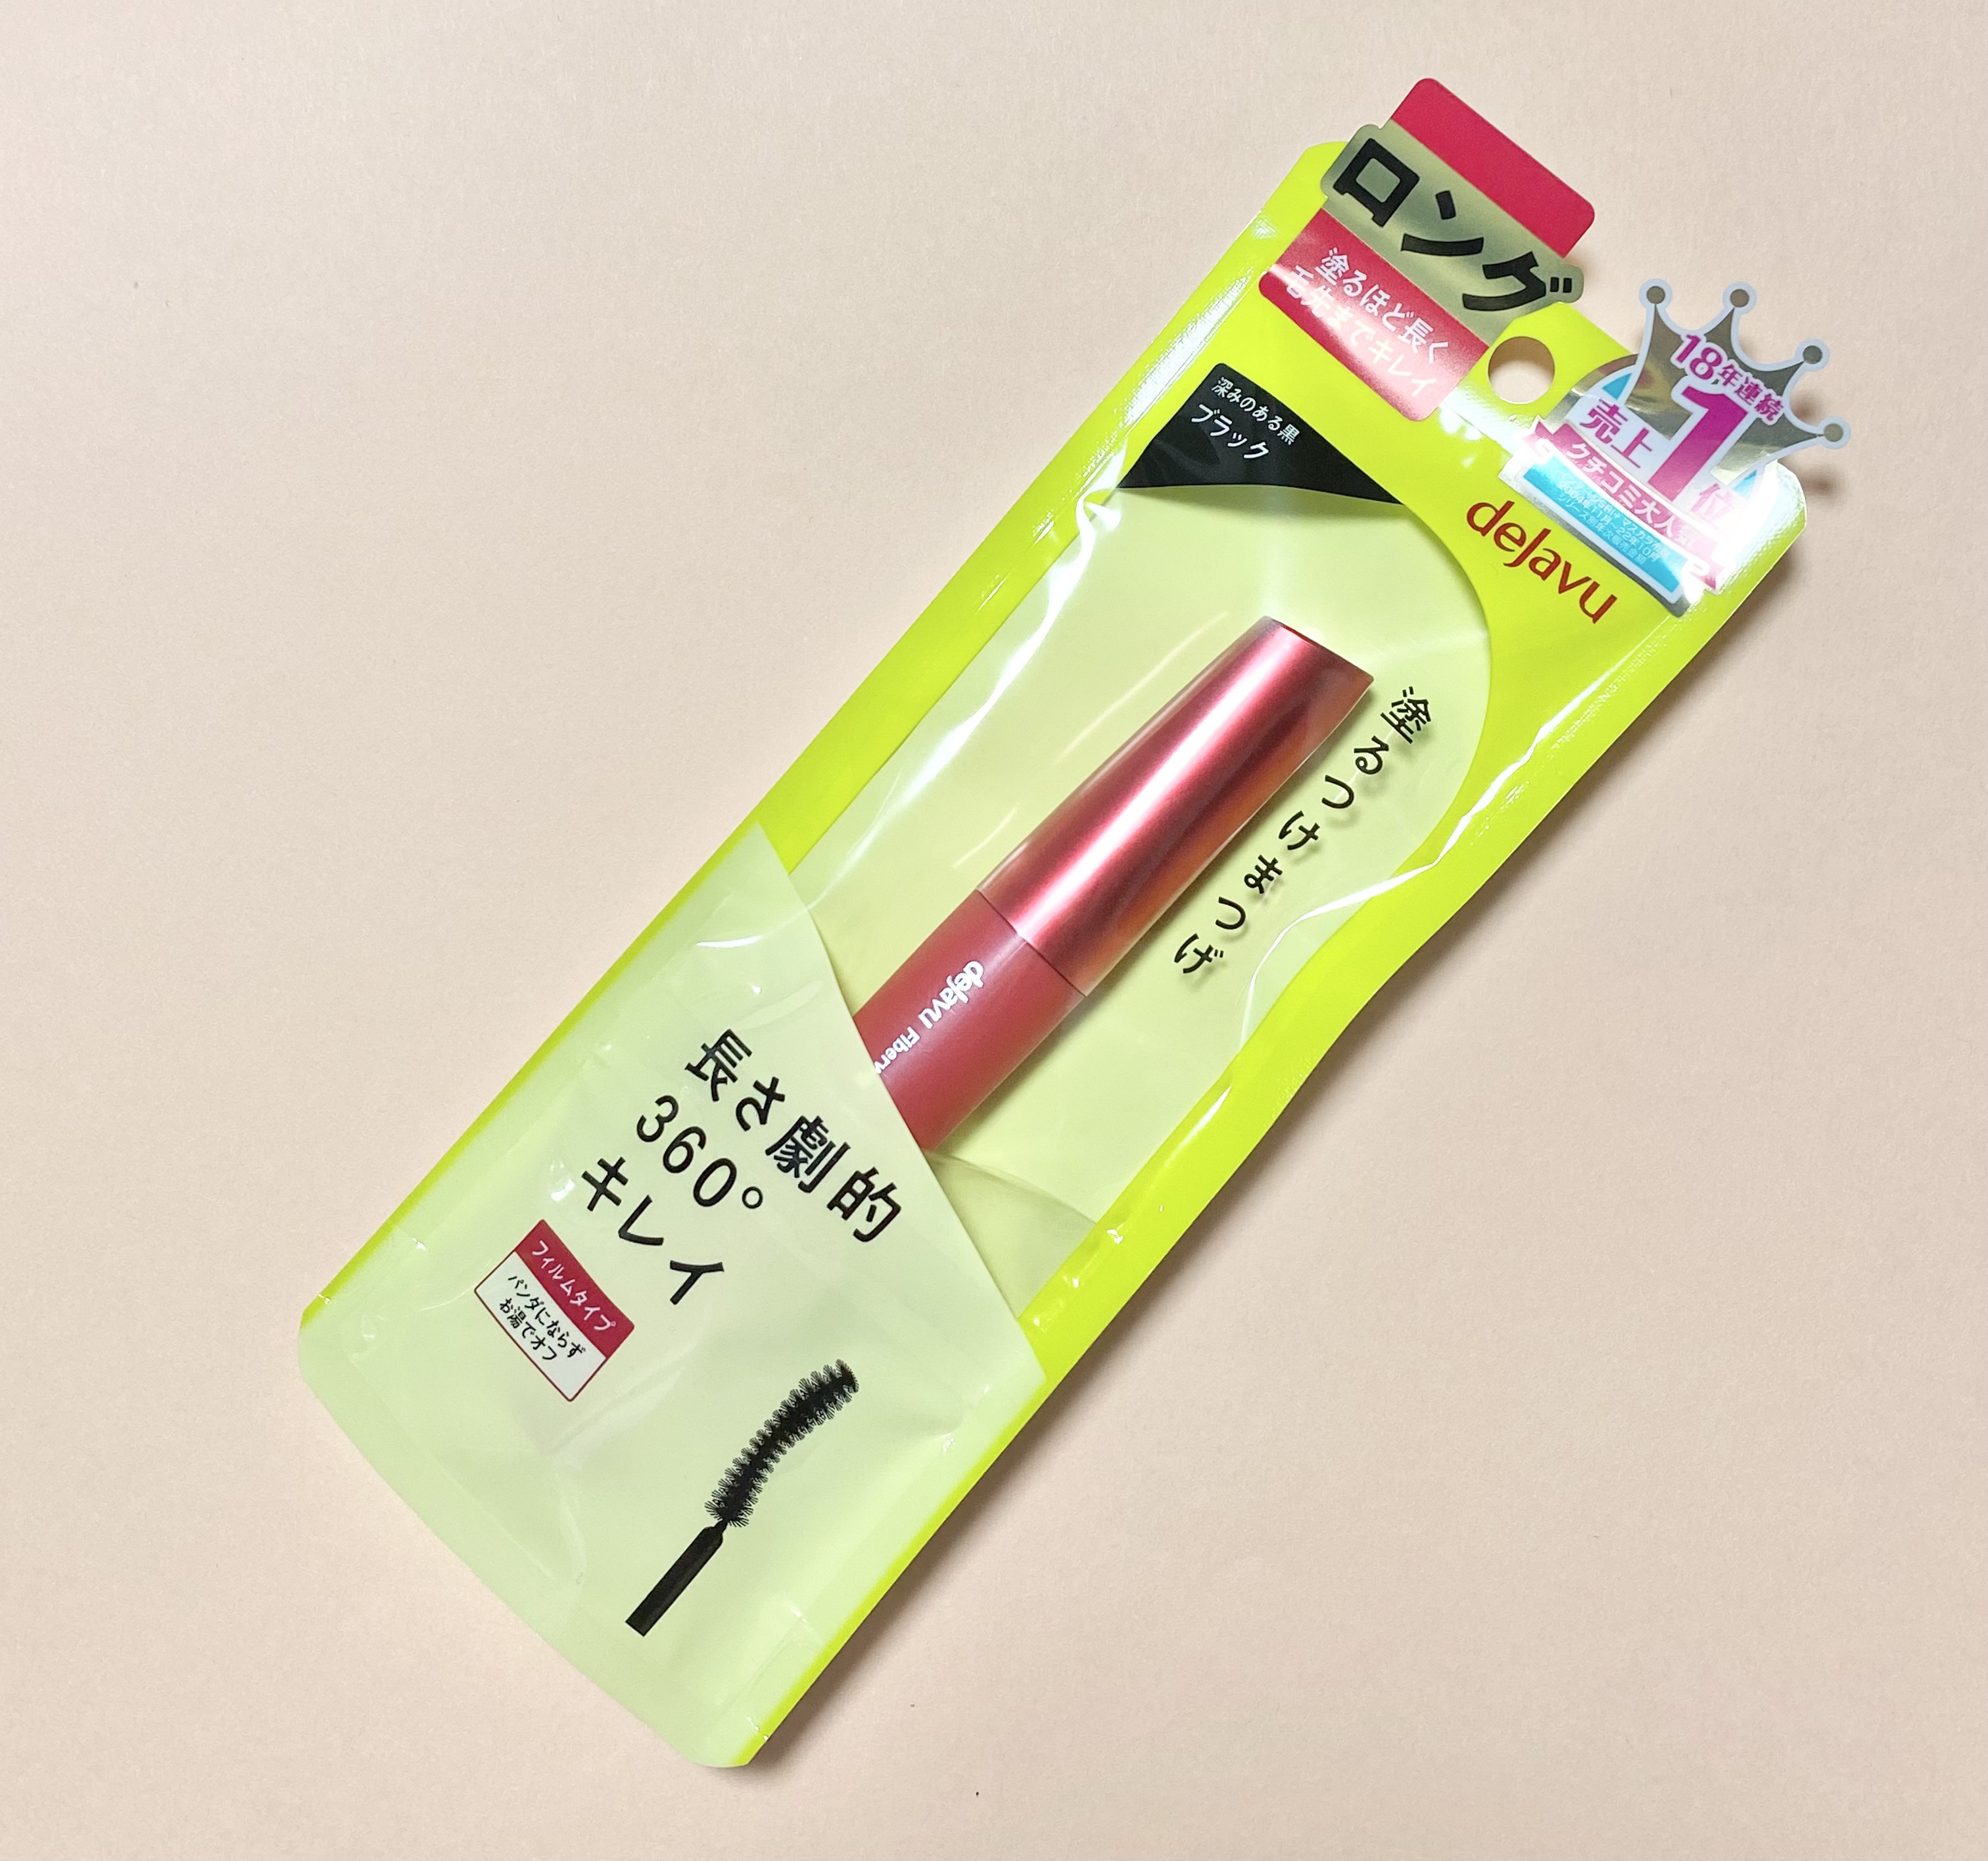 ロング
塗るほど長く
毛先までキレイ
18年連続
売上1位
クチコミ大人気
深みのある黒
ブラック
dejavu
塗るつけまつげ
dejavu
長さ劇的
360°
キレイ
フィルムタイプ
パンダにならず
お湯でオフ